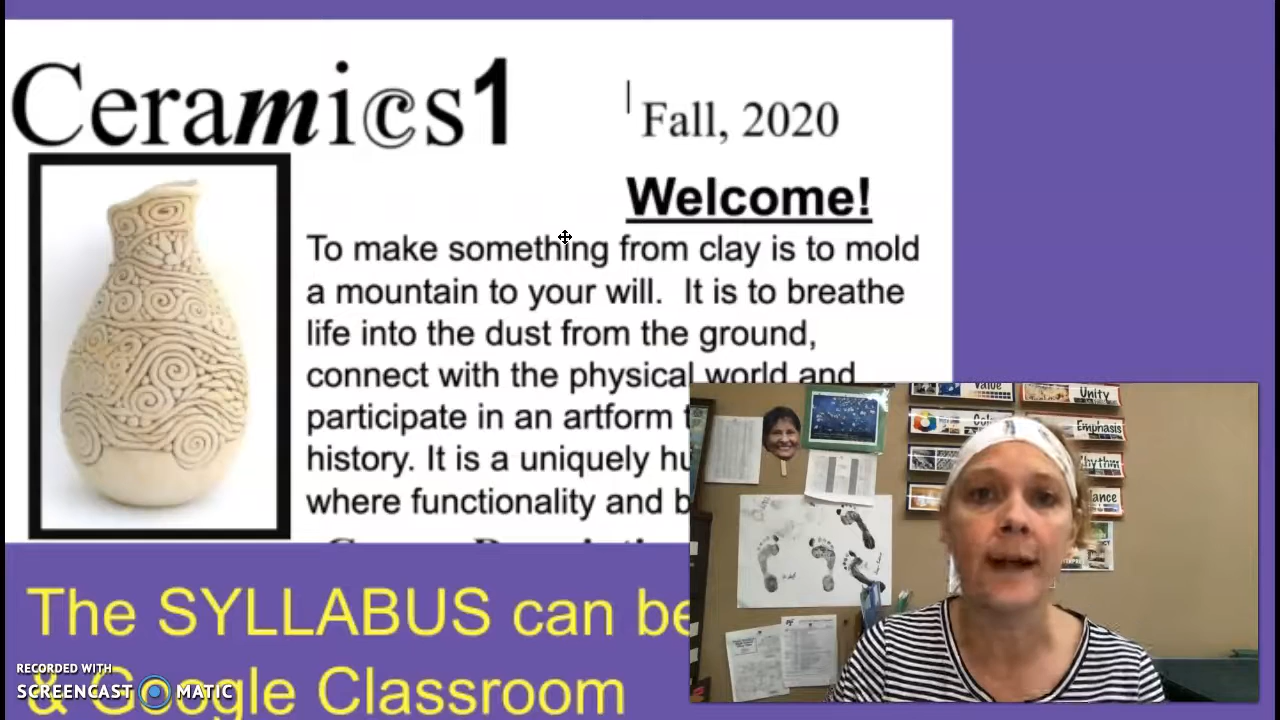 Ceramics1
Fall, 2020
Welcome!
To make something from clay is to mold
a mountain to your will. It is to breathe
life into the dust from the ground,
connect with the physical world and
participate in an artform
history. It is a uniquely
where functionality and
The SYLLABUS can be
& Google Classroom
RECORDED WITH
SCREENCAST MATIC
Value
Unity
Emphasis